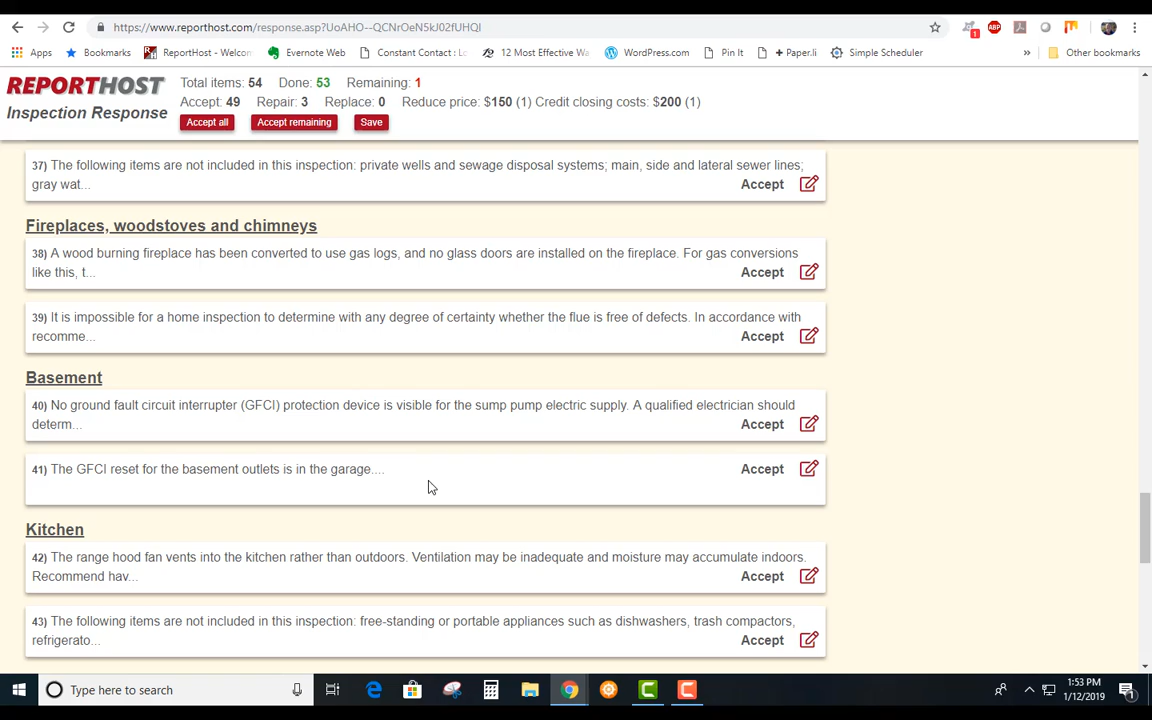 https://www.reporthost.com/response.asp?UoAHO--QCNrOeN5kJ02fUHQI
1
ABP
Apps
Bookmarks
ReportHost - Welcom
Evernote Web
Constant Contact : Lo
12 Most Effective Wa
WordPress.com
Pin It
+ Paper.li
Simple Scheduler
»
Other bookmarks
REPORTHOST
Inspection Response
Total items: 54 Done: 53 Remaining: 1
Accept: 49 Repair: 3 Replace: 0 Reduce price: $150 (1) Credit closing costs: $200 (1)
Accept all
Accept remaining
Save
37) The following items are not included in this inspection: private wells and sewage disposal systems; main, side and lateral sewer lines;
gray wat...
Accept
Fireplaces, woodstoves and chimneys
38) A wood burning fireplace has been converted to use gas logs, and no glass doors are installed on the fireplace. For gas conversions
like this, t...
Accept
39) It is impossible for a home inspection to determine with any degree of certainty whether the flue is free of defects. In accordance with
recomme...
Accept
Basement
40) No ground fault circuit interrupter (GFCI) protection device is visible for the sump pump electric supply. A qualified electrician should
determ...
Accept
41) The GFCI reset for the basement outlets is in the garage....
Accept
Kitchen
42) The range hood fan vents into the kitchen rather than outdoors. Ventilation may be inadequate and moisture may accumulate indoors.
Recommend hav...
Accept
43) The following items are not included in this inspection: free-standing or portable appliances such as dishwashers, trash compactors,
refrigerato...
Accept
Type here to search
1:53 PM
1/12/2019
1